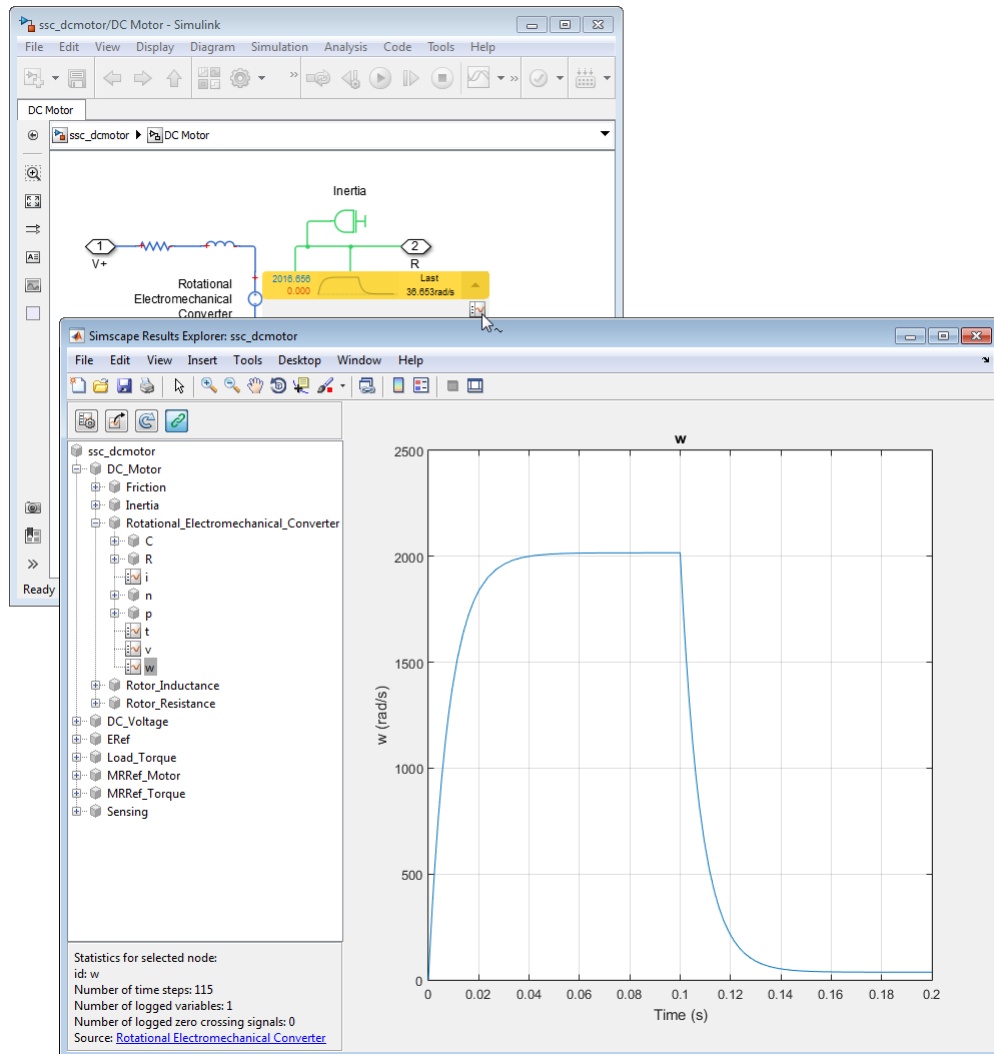 ssc_dcmotor/DC Motor - Simulink
File Edit View Display Diagram Simulation Analysis Code Tools Help
» »
DC Motor
ssc_dcmotor DC Motor
Inertia
1
V+
2
R
Rotational
Electromechanical
Converter
2016.656
0.000
Last
36.653rad/s
»
Ready
Simscape Results Explorer: ssc_dcmotor
File Edit View Insert Tools Desktop Window Help
ssc_dcmotor
DC_Motor
Friction
Inertia
Rotational_Electromechanical_Converter
C
R
i
n
p
t
v
w
Rotor_Inductance
Rotor_Resistance
DC_Voltage
ERef
Load_Torque
MRRef_Motor
MRRef_Torque
Sensing
Statistics for selected node:
id: w
Number of time steps: 115
Number of logged variables: 1
Number of logged zero crossing signals: 0
Source: Rotational Electromechanical Converter
w
2500
2000
1500
1000
500
0
w (rad/s)
0 0.02 0.04 0.06 0.08 0.1 0.12 0.14 0.16 0.18 0.2
Time (s)